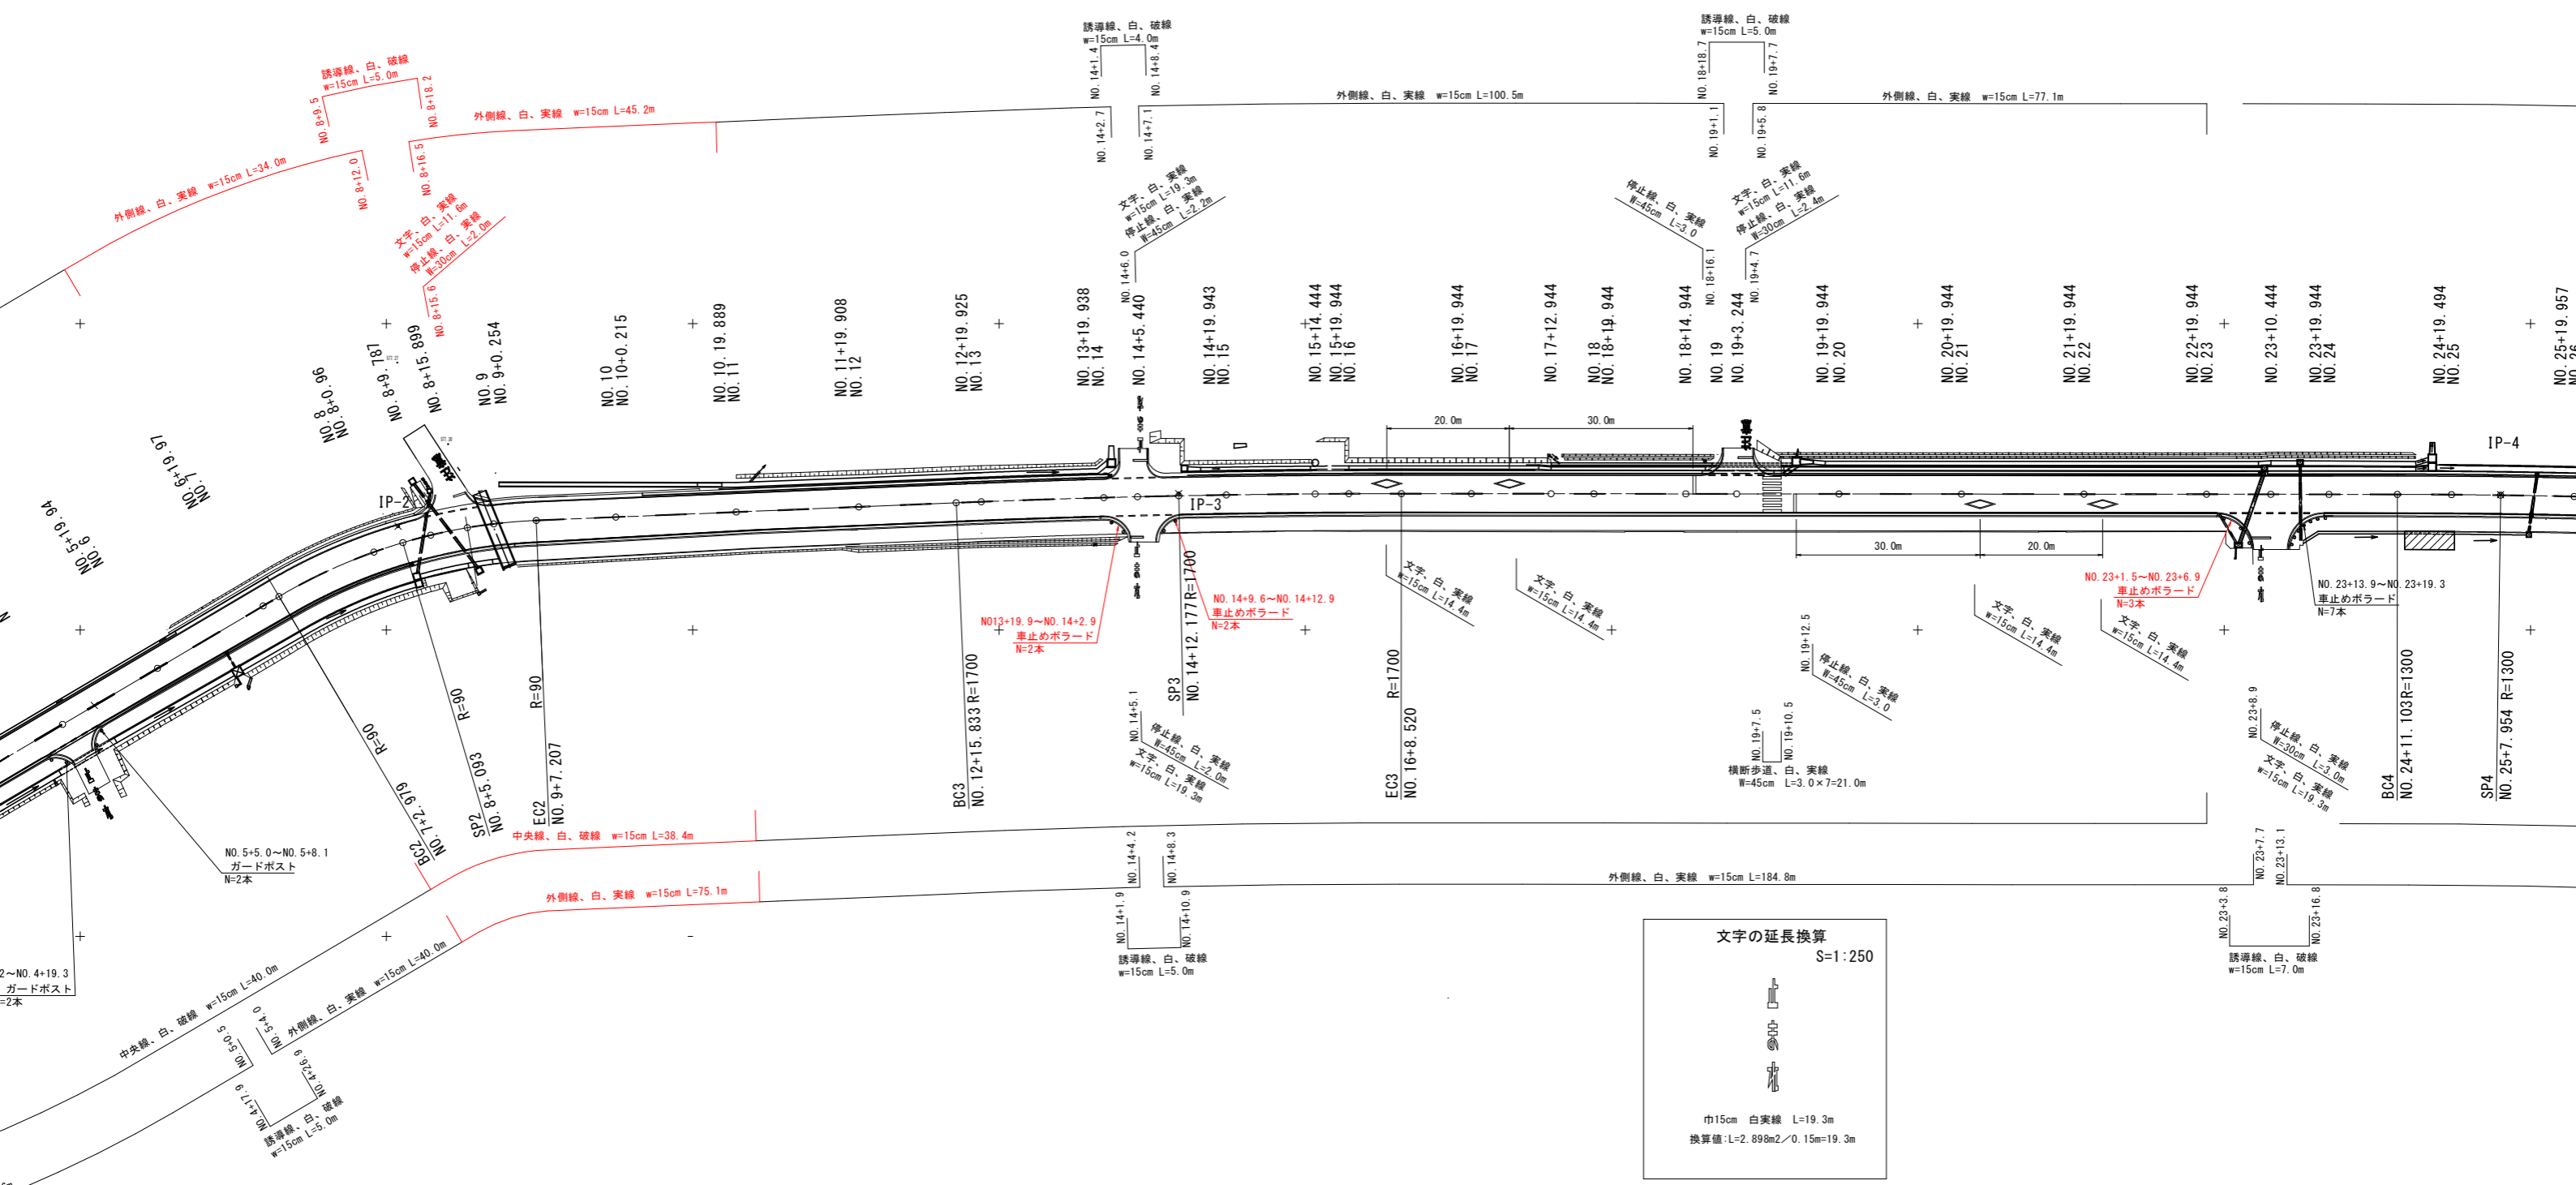 誘導線、白、破線
w=15cm L=5.0m
NO.8+9.5
NO.8+18.2
外側線、白、実線 w=15cm L=45.2m
外側線、白、実線 w=15cm L=34.0m
NO.8+12.0
NO.8+16.5
文字、白、実線
w=15cm L=11.6m
停止線、白、実線
W=30cm L=2.0m
NO.8+15.6
誘導線、白、破線
w=15cm L=4.0m
NO.14+1.4
NO.14+8.4
NO.14+2.7
NO.14+7.1
外側線、白、実線 w=15cm L=100.5m
文字、白、実線
w=15cm L=19.3m
停止線、白、実線
W=45cm L=2.2m
NO.14+6.0
誘導線、白、破線
w=15cm L=5.0m
NO.18+18.7
NO.19+7.7
NO.19+1.1
NO.19+5.8
外側線、白、実線 w=15cm L=77.1m
停止線、白、実線
W=45cm L=3.0
NO.18+16.1
文字、白、実線
w=15cm L=11.6m
停止線、白、実線
W=30cm L=2.4m
NO.19+4.7
NO.5+19.94
NO.6
NO.6+19.97
NO.7
NO.8
NO.8+0.96
NO.8+9.787
NO.8+15.899
NO.9
NO.9+0.254
NO.10
NO.10+0.215
NO.10.19.889
NO.11
NO.11+19.908
NO.12
NO.12+19.925
NO.13
NO.13+19.938
NO.14
NO.14+5.440
NO.14+19.943
NO.15
NO.15+14.444
NO.15+19.944
NO.16
NO.16+19.944
NO.17
NO.17+12.944
NO.18
NO.18+19.944
NO.18+14.944
NO.19
NO.19+3.244
NO.19+19.944
NO.20
NO.20+19.944
NO.21
NO.21+19.944
NO.22
NO.22+19.944
NO.23
NO.23+10.444
NO.23+19.944
NO.24
NO.24+19.494
NO.25
NO.25+19.957
20.0m
30.0m
IP-2
IP-3
IP-4
30.0m
20.0m
NO13+19.9～NO.14+2.9
車止めボラード
N=2本
NO.14+9.6～NO.14+12.9
車止めボラード
N=2本
文字、白、実線
w=15cm L=14.4m
文字、白、実線
w=15cm L=14.4m
文字、白、実線
w=15cm L=14.4m
文字、白、実線
w=15cm L=14.4m
NO.23+1.5～NO.23+6.9
車止めボラード
N=3本
NO.23+13.9～NO.23+19.3
車止めボラード
N=7本
R=90
BC2
NO.7+2.979
R=90
SP2
NO.8+5.093
R=90
EC2
NO.9+7.207
BC3
NO.12+15.833 R=1700
SP3
NO.14+12.177R=1700
R=1700
EC3
NO.16+8.520
BC4
NO.24+11.103R=1300
SP4
NO.25+7.954 R=1300
NO.14+5.1
停止線、白、実線
W=45cm L=2.0m
文字、白、実線
w=15cm L=19.3m
NO.19+12.5
停止線、白、実線
W=45cm L=3.0
NO.19+7.5
NO.19+10.5
横断歩道、白、実線
W=45cm L=3.0×7=21.0m
NO.23+8.9
停止線、白、実線
W=30cm L=3.0m
文字、白、実線
w=15cm L=19.3m
NO.5+5.0～NO.5+8.1
ガードポスト
N=2本
2～NO.4+19.3
ガードポスト
=2本
中央線、白、破線 w=15cm L=38.4m
外側線、白、実線 w=15cm L=75.1m
中央線、白、破線 w=15cm L=40.0m
外側線、白、実線 w=15cm L=40.0m
NO.5+0.5
NO.5+4.0
NO.4+17.9
NO.4+26.9
誘導線、白、破線
w=15cm L=5.0m
NO.14+4.2
NO.14+8.3
NO.14+1.9
NO.14+10.9
誘導線、白、破線
w=15cm L=5.0m
外側線、白、実線 w=15cm L=184.8m
NO.23+7.7
NO.23+13.1
NO.23+3.8
NO.23+16.8
誘導線、白、破線
w=15cm L=7.0m
文字の延長換算
S=1:250
止
まれ
巾15cm 白実線 L=19.3m
換算値:L=2.898m2／0.15m=19.3m